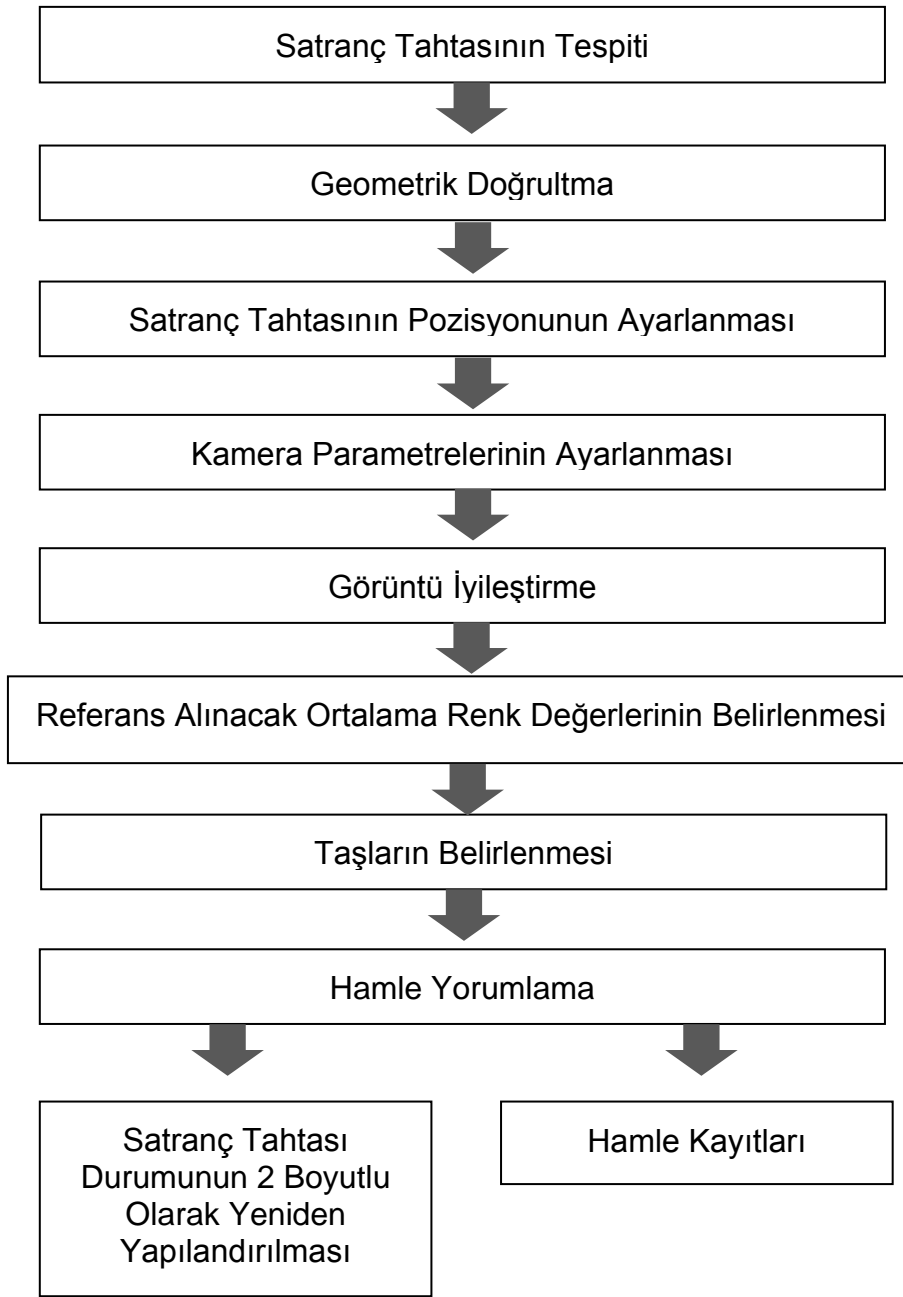 Satranç Tahtasının Tespiti
Geometrik Doğrultma
Satranç Tahtasının Pozisyonunun Ayarlanması
Kamera Parametrelerinin Ayarlanması
Görüntü İyileştirme
Referans Alınacak Ortalama Renk Değerlerinin Belirlenmesi
Taşların Belirlenmesi
Hamle Yorumlama
Satranç Tahtası
Durumunun 2 Boyutlu
Olarak Yeniden
Yapılandırılması
Hamle Kayıtları